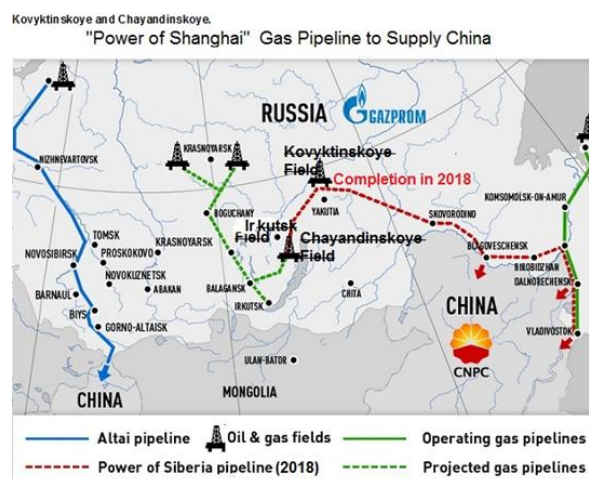 Kovyktinskoye and Chayandinskoye.
"Power of Shanghai" Gas Pipeline to Supply China
RUSSIA
GAZPROM
KRASNOYARSK
Kovyktinskoye
Field
Completion in 2018
NIZHNEVARTOVSK
YAKUTIA
KOMSOMOLSK-ON-AMUR
BOGUCHANY
SKOVORODINO
Irkutsk
Field
Chayandinskoye
Field
TOMSK
KRASNOYARSK
NOVOSIBIRSK
PROSKOKOVO
BLAGOVESCHENSK
BIROBIDZHAN
NOVOKUZNETSK
BALAGANSK
DALNORECHENSK
BARNAUL
ABAKAN
CHITA
BIYSK
IRKUTSK
CHINA
GORNO-ALTAISK
VLADIVOSTOK
ULAN-BATOR
CNPC
CHINA
MONGOLIA
Altai pipeline
Oil & gas fields
Operating gas pipelines
Power of Siberia pipeline (2018)
Projected gas pipelines